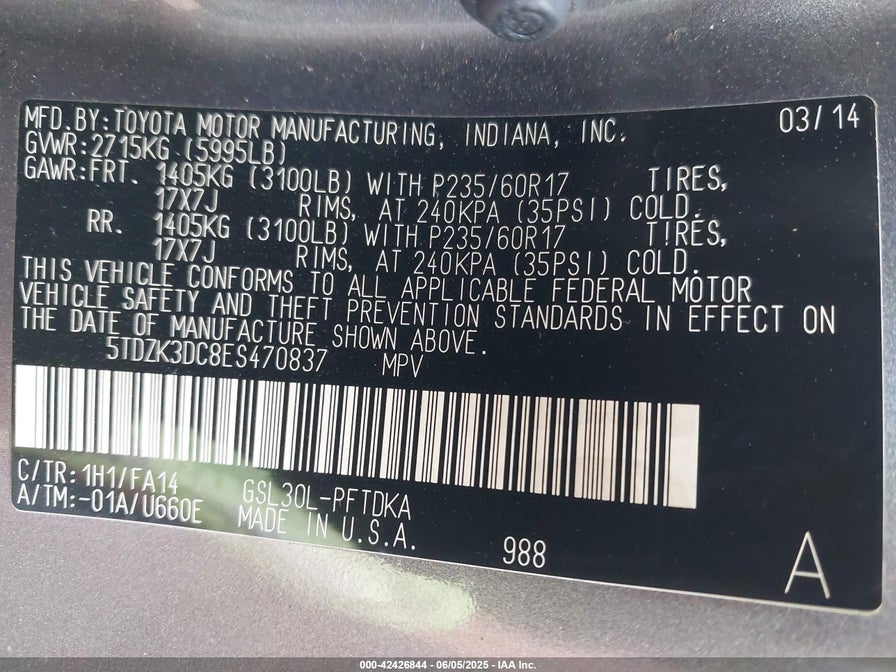 MFD.BY:TOYOTA MOTOR MANUFACTURING, INDIANA, INC. 03/14
GVWR:2715KG (5995LB)
GAWR:FRT. 1405KG (3100LB) WITH P235/60R17 TIRES,
17X7J RIMS, AT 240KPA (35PSI) COLD.
RR. 1405KG (3100LB) WITH P235/60R17 TIRES,
17X7J RIMS, AT 240KPA (35PSI) COLD.
THIS VEHICLE CONFORMS TO ALL APPLICABLE FEDERAL MOTOR
VEHICLE SAFETY AND THEFT PREVENTION STANDARDS IN EFFECT ON
THE DATE OF MANUFACTURE SHOWN ABOVE.
5TDZK3DC8ES470837 MPV
C/TR:1H1/FA14 GSL30L-PFTDKA
A/TM:-01A/U660E MADE IN U.S.A. 988
A
000-42426844 - 06/05/2025 - IAA Inc.